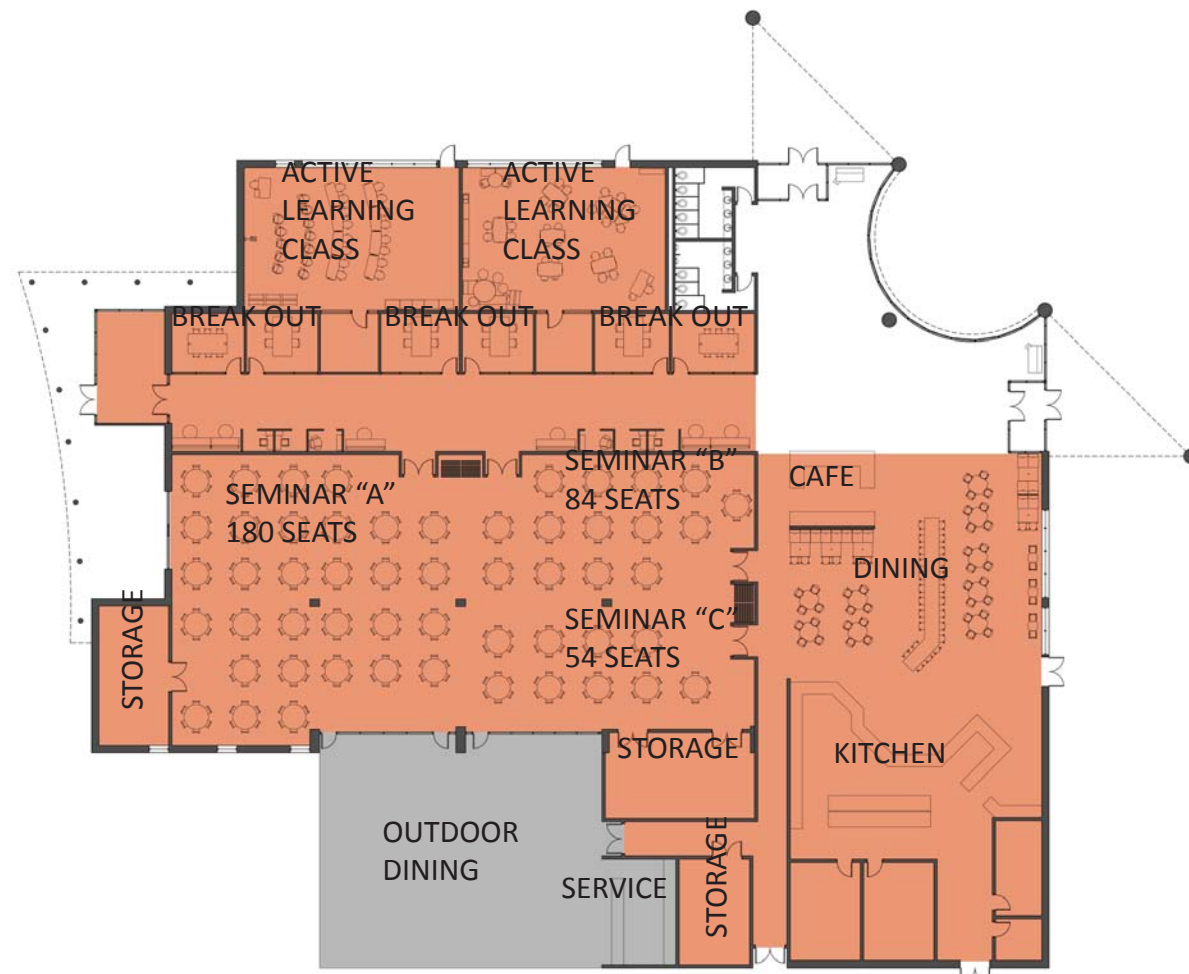 ACTIVE
LEARNING
CLASS
ACTIVE
LEARNING
CLASS
BREAK OUT
BREAK OUT
BREAK OUT
SEMINAR “A”
180 SEATS
SEMINAR “B”
84 SEATS
CAFE
DINING
STORAGE
SEMINAR “C”
54 SEATS
STORAGE
KITCHEN
OUTDOOR
DINING
SERVICE
STORAGE